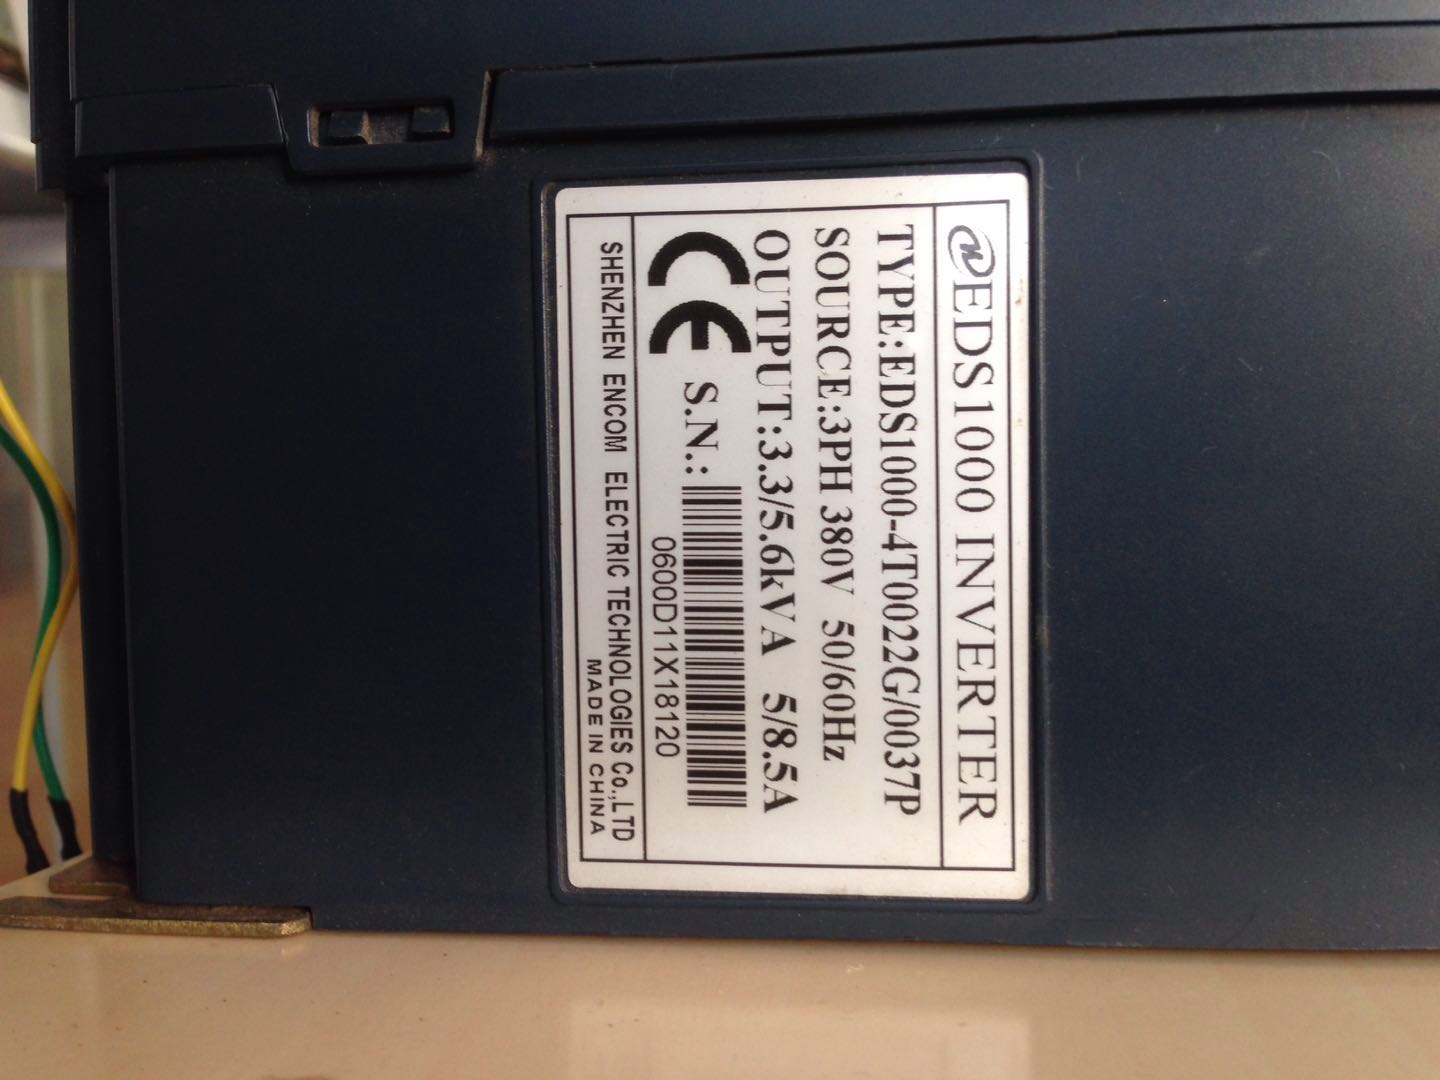 EDS1000 INVERTER
TYPE:EDS1000-4T0022G/0037P
SOURCE:3PH 380V 50/60Hz
OUTPUT:3.3/5.6kVA 5/8.5A
CE S.N.:
0600D11X18120
SHENZHEN ENCOM ELECTRIC TECHNOLOGIES Co.,LTD
MADE IN CHINA